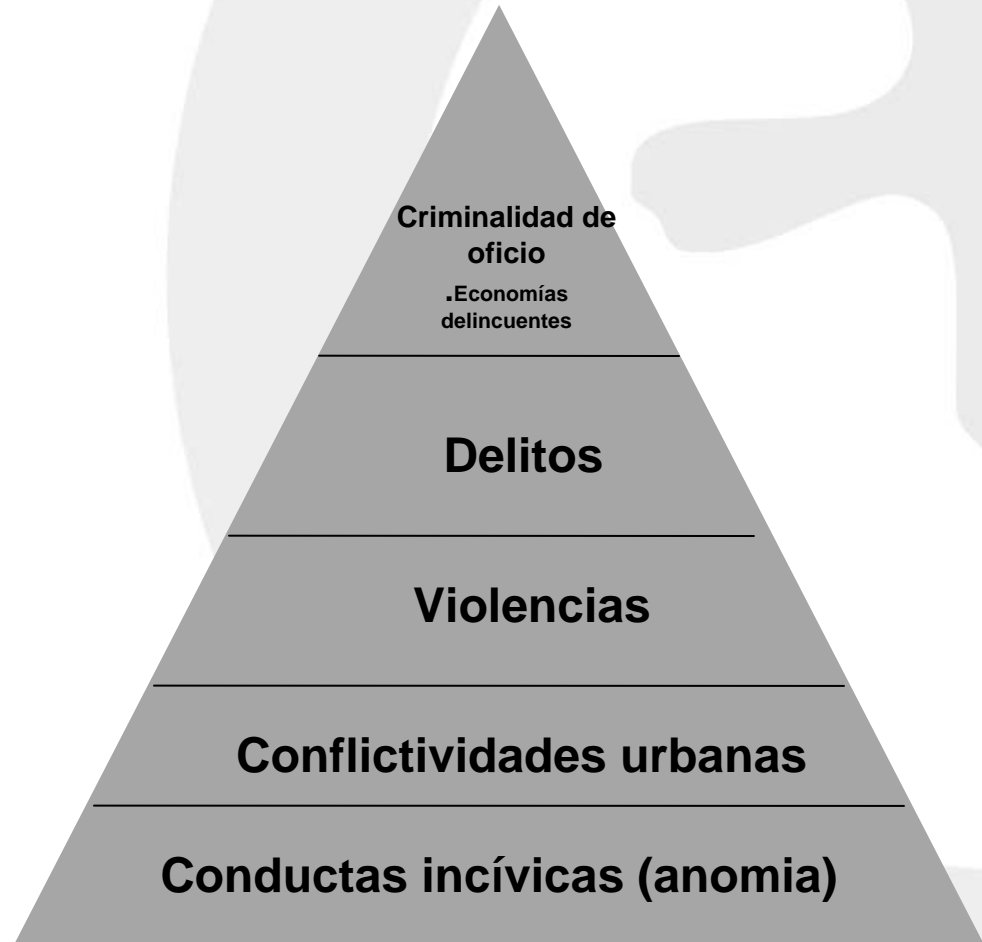 Criminalidad de
oficio
.Economías
delincuentes
Delitos
Violencias
Conflictividades urbanas
Conductas incívicas (anomia)